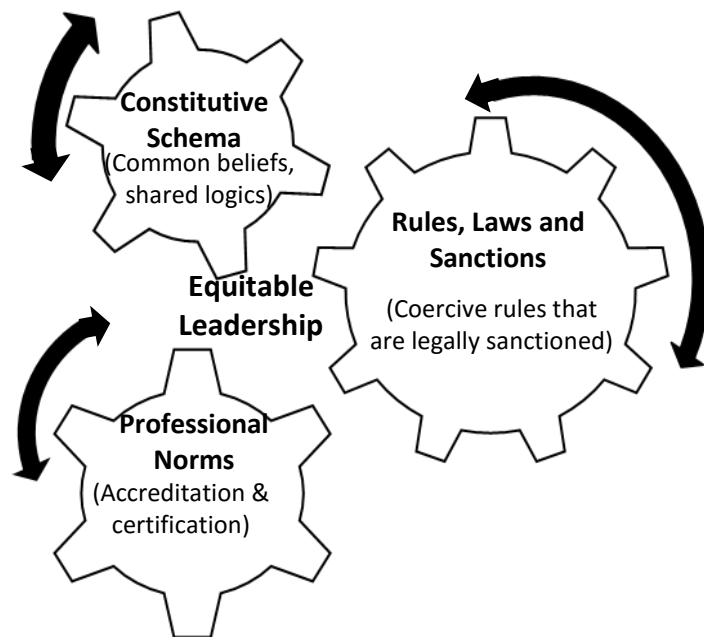 Constitutive
Schema
(Common beliefs,
shared logics)
Rules, Laws and
Sanctions
(Coercive rules that
are legally sanctioned)
Equitable
Leadership
Professional
Norms
(Accreditation &
certification)